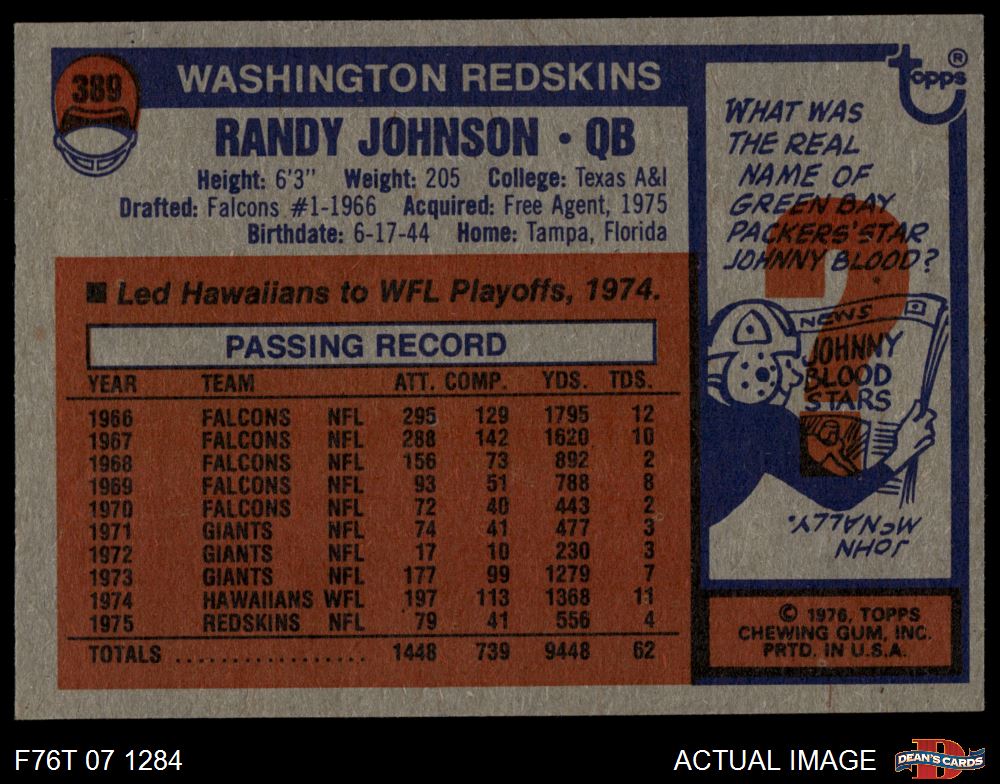 389
WASHINGTON REDSKINS
RANDY JOHNSON • QB
Height: 6'3" Weight: 205 College: Texas A&I
Drafted: Falcons #1-1966 Acquired: Free Agent, 1975
Birthdate: 6-17-44 Home: Tampa, Florida
■ Led Hawaiians to WFL Playoffs, 1974.
PASSING RECORD
YEAR TEAM ATT. COMP. YDS. TDS.
1966 FALCONS NFL 295 129 1795 12
1967 FALCONS NFL 288 142 1620 10
1968 FALCONS NFL 156 73 892 2
1969 FALCONS NFL 93 51 788 8
1970 FALCONS NFL 72 40 443 2
1971 GIANTS NFL 74 41 477 3
1972 GIANTS NFL 17 10 230 3
1973 GIANTS NFL 177 99 1279 7
1974 HAWAIIANS WFL 197 113 1368 11
1975 REDSKINS NFL 79 41 556 4
TOTALS .................. 1448 739 9448 62
topps®
WHAT WAS
THE REAL
NAME OF
GREEN BAY
PACKERS' STAR
JOHNNY BLOOD?
?
NEWS
JOHNNY
BLOOD
STARS
JOHN
McNALLY.
© 1976, TOPPS
CHEWING GUM, INC.
PRTD. IN U.S.A.
F76T 07 1284
ACTUAL IMAGE
D
DEAN'S CARDS